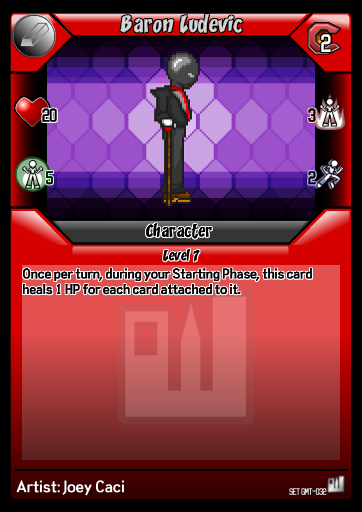 Baron Ludevic
2
20
3
5
2
Character
Level 7
Once per turn, during your Starting Phase, this card
heals 1 HP for each card attached to it.
Artist: Joey Caci
SET GMT-032